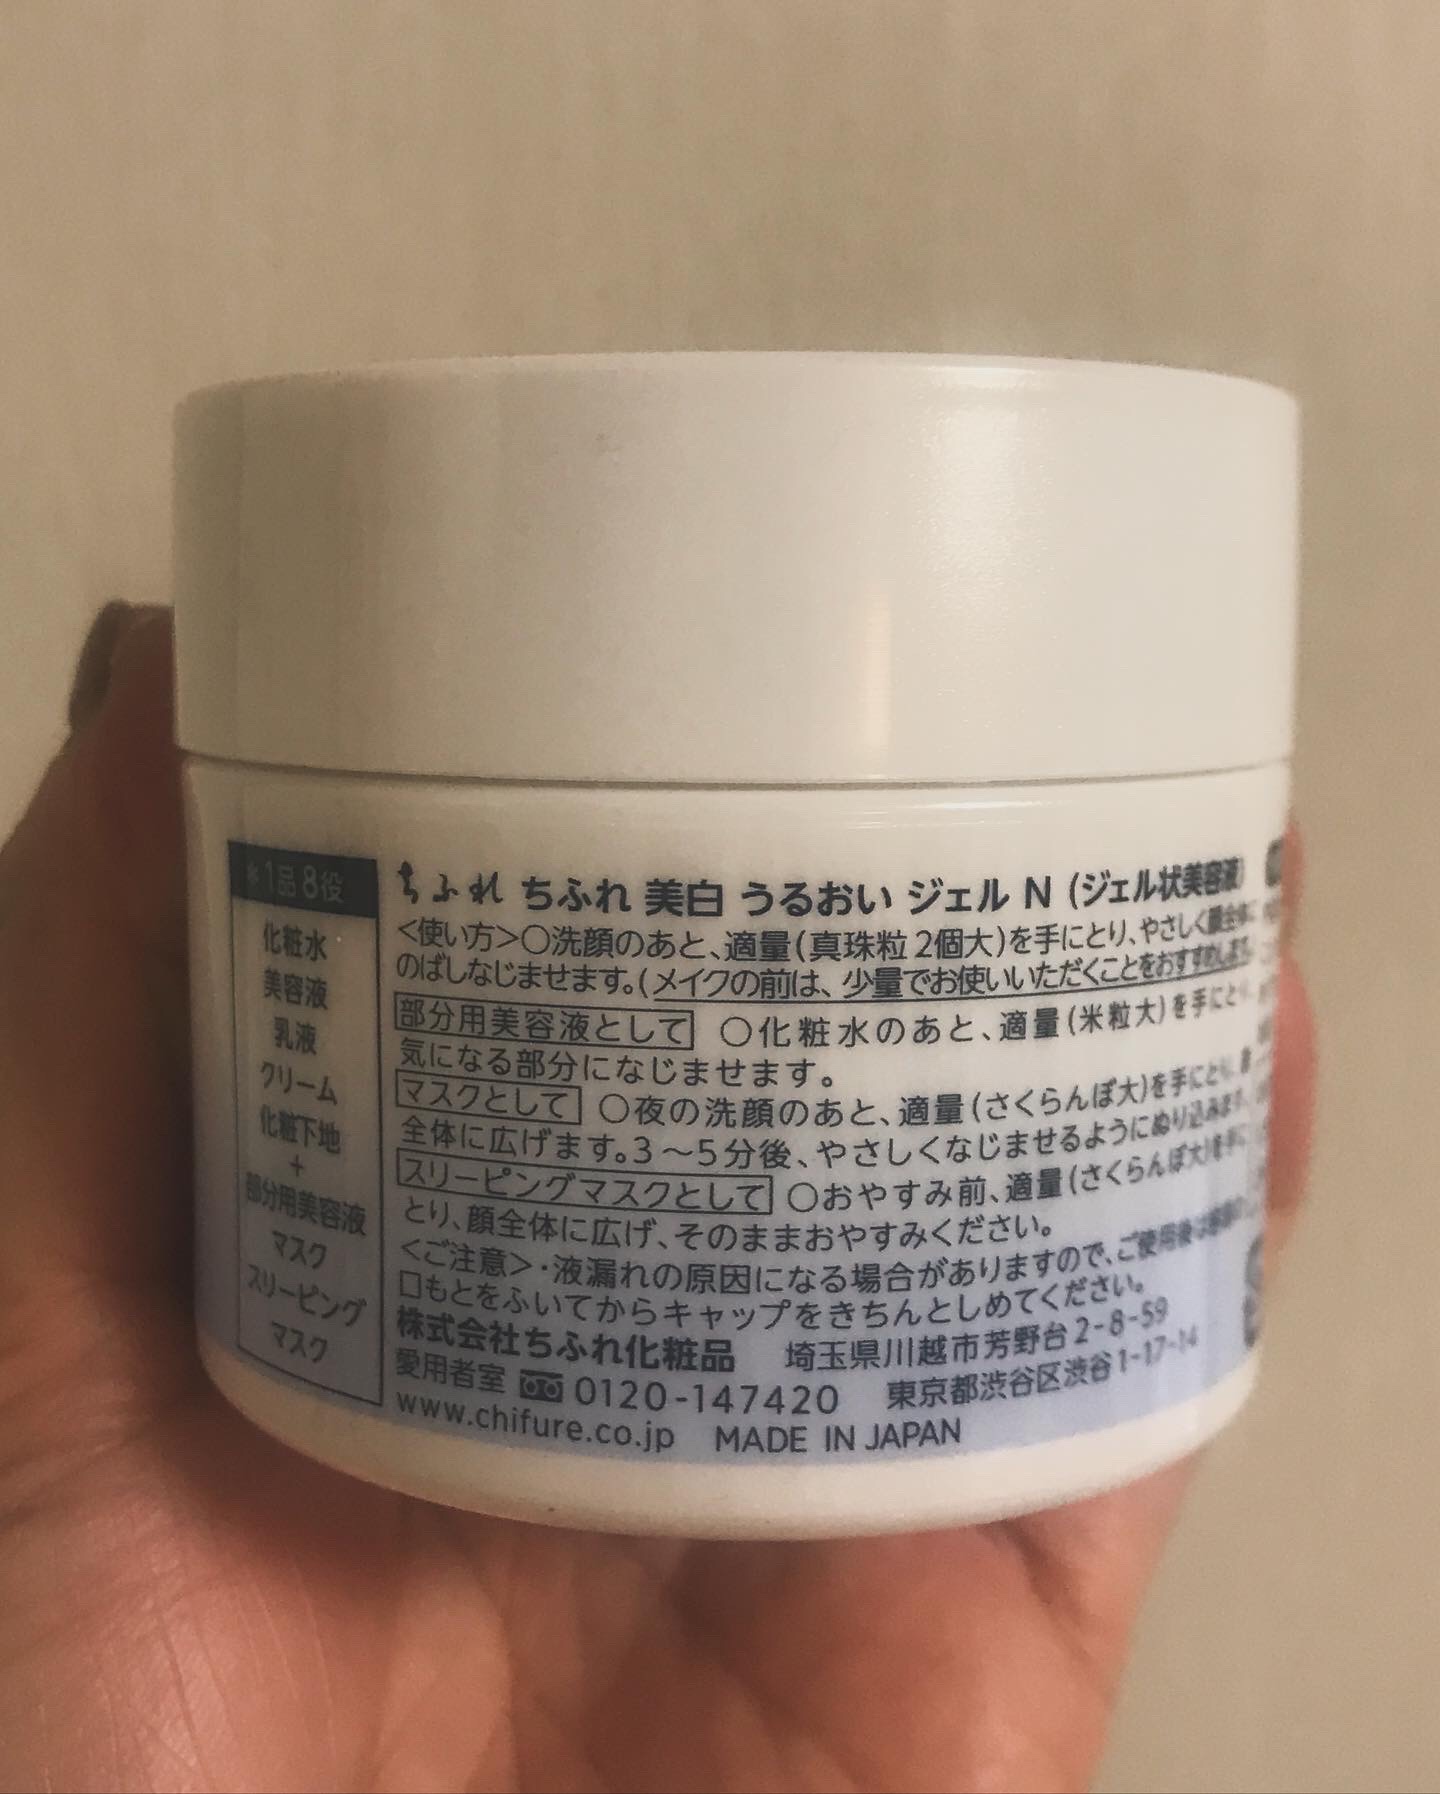 *1品8役
化粧水
美容液
乳液
クリーム
化粧下地
+
部分用美容液
マスク
スリーピング
マスク
ちふれ ちふれ 美白 うるおい ジェル N (ジェル状美容液)
<使い方>○洗顔のあと、適量(真珠粒2個大)を手にとり、やさしく顔全体に
のばしなじませます。(メイクの前は、少量でお使いいただくことをおすすめします。
部分用美容液として ○化粧水のあと、適量(米粒大)を手にとり、
気になる部分になじませます。
マスクとして ○夜の洗顔のあと、適量(さくらんぼ大)を手にとり、顔
全体に広げます。3～5分後、やさしくなじませるようにぬり込みます。
スリーピングマスクとして ○おやすみ前、適量(さくらんぼ大)を手に
とり、顔全体に広げ、そのままおやすみください。
<ご注意>・液漏れの原因になる場合がありますので、ご使用後は容器の
口もとをふいてからキャップをきちんとしめてください。
株式会社ちふれ化粧品 埼玉県川越市芳野台2-8-59
愛用者室 0120-147420 東京都渋谷区渋谷1-17-14
www.chifure.co.jp MADE IN JAPAN